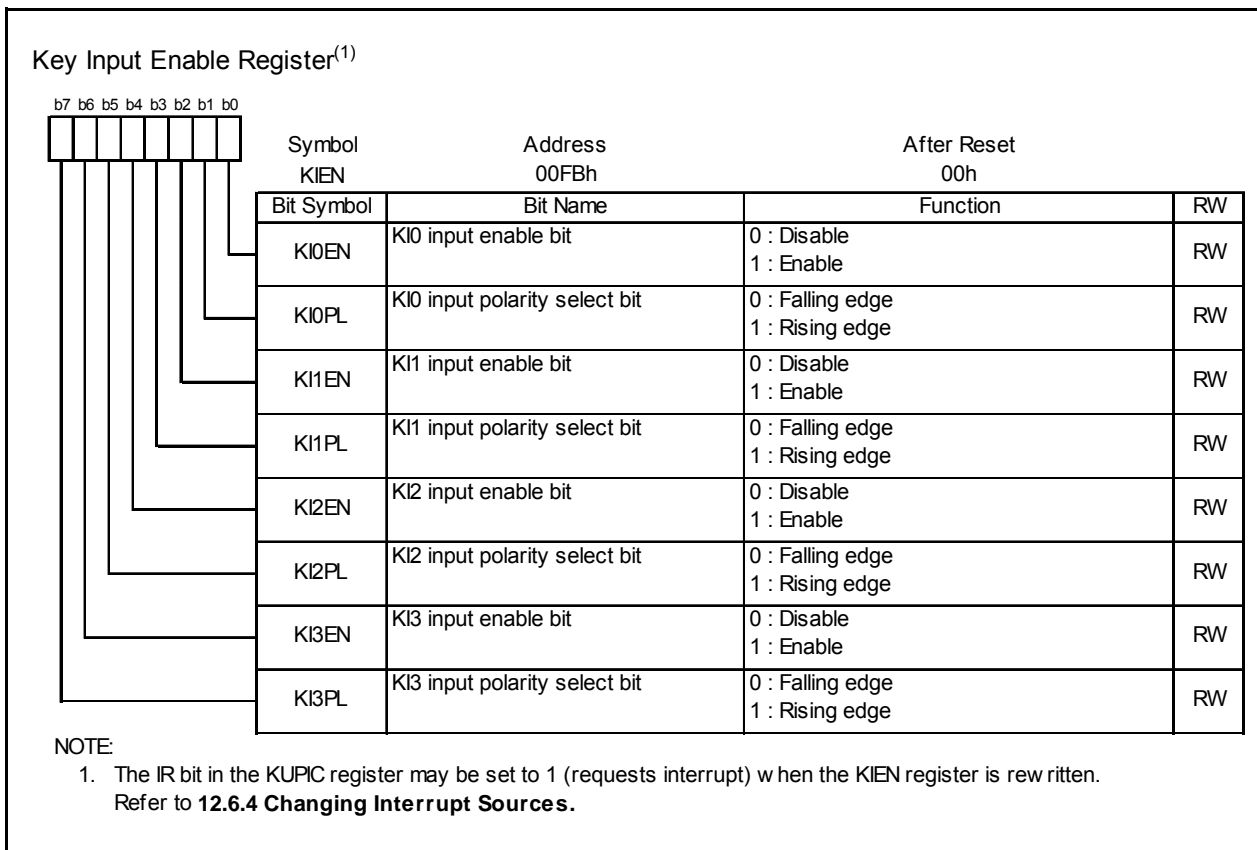 Key Input Enable Register(1)
b7 b6 b5 b4 b3 b2 b1 b0
Symbol Address After Reset
KIEN 00FBh 00h
Bit Symbol Bit Name Function RW
KI0EN KI0 input enable bit 0 : Disable RW
1 : Enable
KI0PL KI0 input polarity select bit 0 : Falling edge RW
1 : Rising edge
KI1EN KI1 input enable bit 0 : Disable RW
1 : Enable
KI1PL KI1 input polarity select bit 0 : Falling edge RW
1 : Rising edge
KI2EN KI2 input enable bit 0 : Disable RW
1 : Enable
KI2PL KI2 input polarity select bit 0 : Falling edge RW
1 : Rising edge
KI3EN KI3 input enable bit 0 : Disable RW
1 : Enable
KI3PL KI3 input polarity select bit 0 : Falling edge RW
1 : Rising edge
NOTE:
1. The IR bit in the KUPIC register may be set to 1 (requests interrupt) when the KIEN register is rewritten.
Refer to 12.6.4 Changing Interrupt Sources.